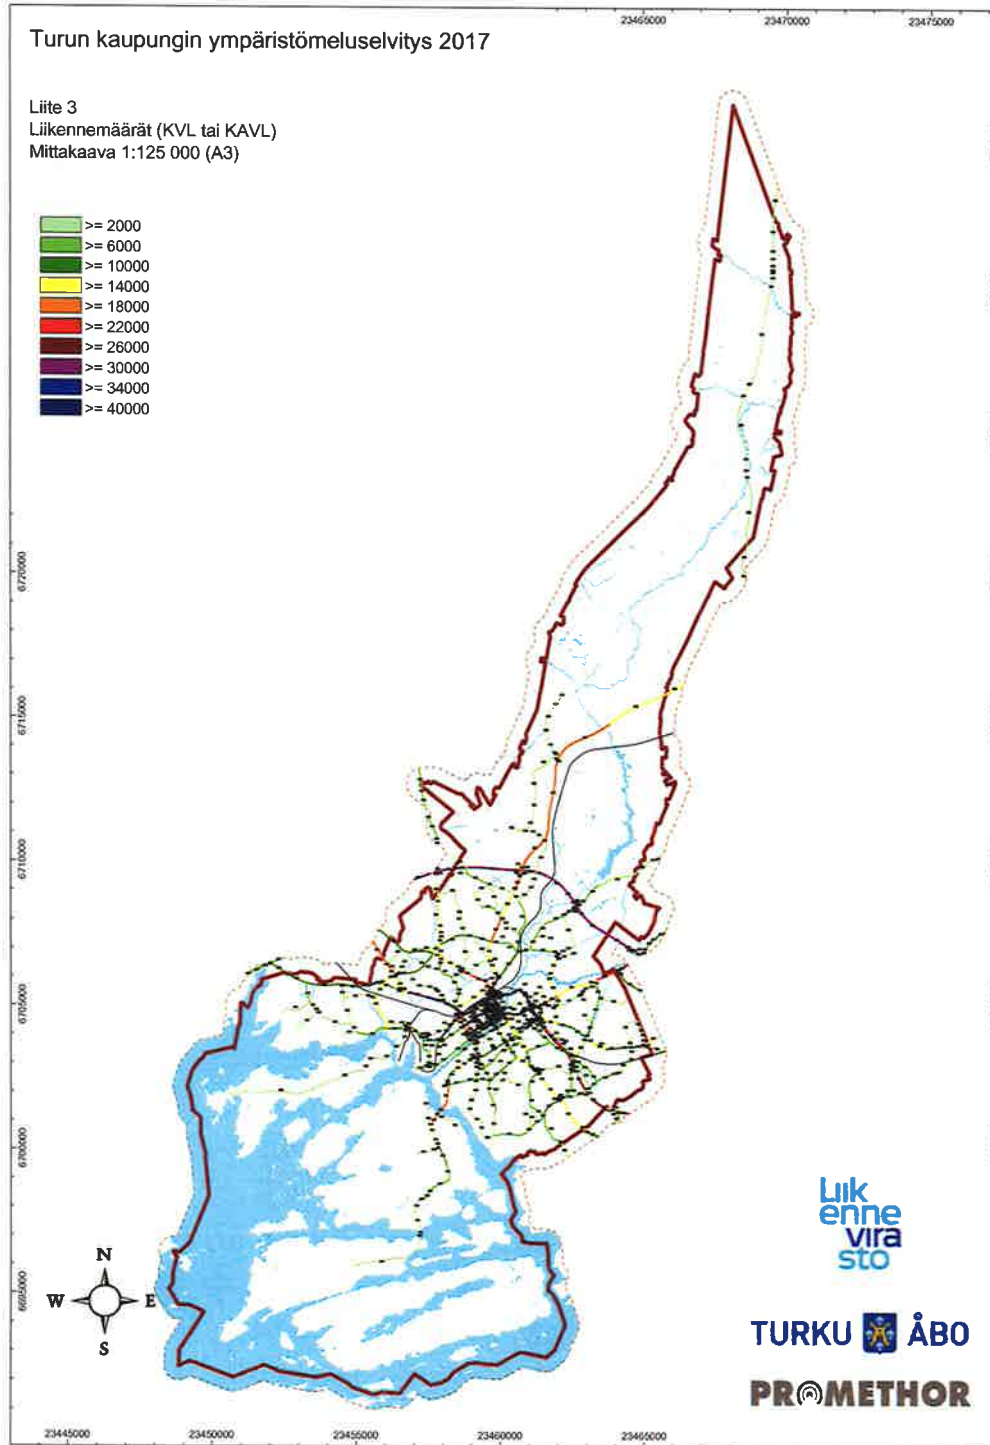 23465000 23470000 23475000
Turun kaupungin ympäristömeluselvitys 2017
Liite 3
Liikennemäärät (KVL tai KAVL)
Mittakaava 1:125 000 (A3)
>= 2000
>= 6000
>= 10000
>= 14000
>= 18000
>= 22000
>= 26000
>= 30000
>= 34000
>= 40000
6720000
6715000
6710000
6705000
6700000
6695000
N
W E
S
Liik
enne
vira
sto
TURKU ÅBO
PROMETHOR
23445000 23450000 23455000 23460000 23465000